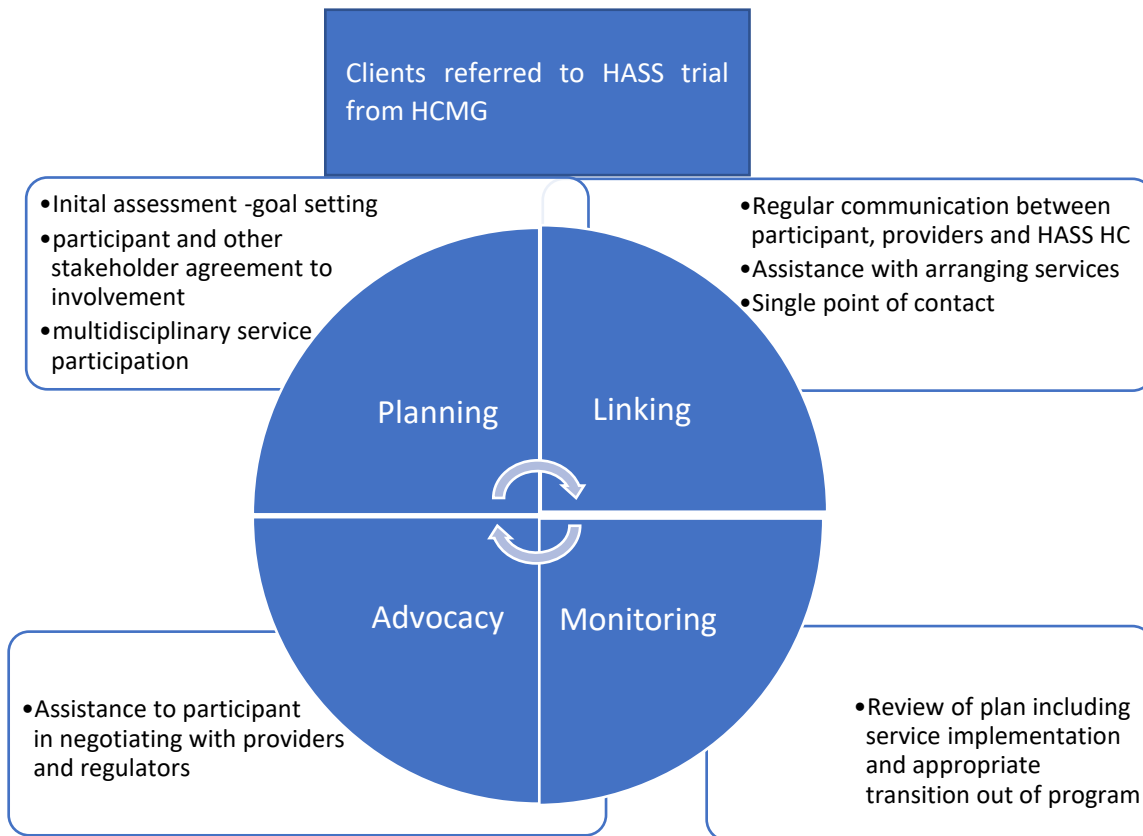 Clients referred to HASS trial
from HCMG
•Inital assessment -goal setting
•participant and other
stakeholder agreement to
involvement
•multidisciplinary service
participation
•Regular communication between
participant, providers and HASS HC
•Assistance with arranging services
•Single point of contact
Planning
Linking
Advocacy
Monitoring
•Assistance to participant
in negotiating with providers
and regulators
•Review of plan including
service implementation
and appropriate
transition out of program